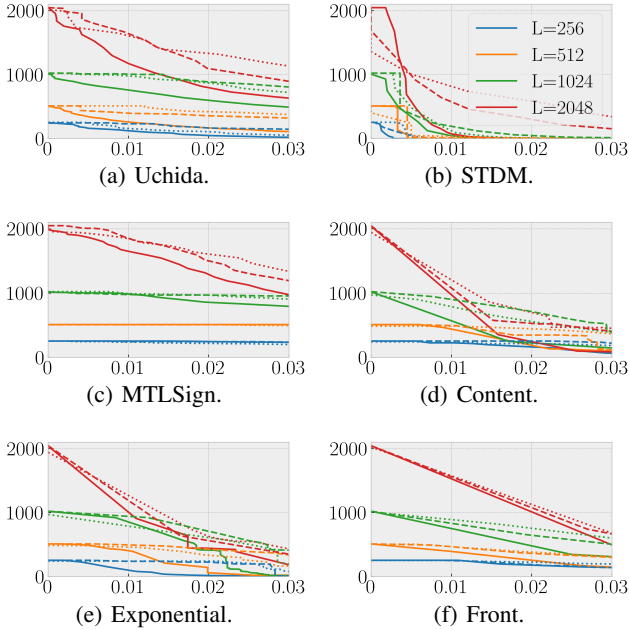 2000
1000
0
0 0.01 0.02 0.03
(a) Uchida.
L=256
L=512
L=1024
L=2048
0 0.01 0.02 0.03
(b) STDM.
2000
1000
0
0 0.01 0.02 0.03
(c) MTLSign.
2000
1000
0
0 0.01 0.02 0.03
(d) Content.
2000
1000
0
0 0.01 0.02 0.03
(e) Exponential.
2000
1000
0
0 0.01 0.02 0.03
(f) Front.